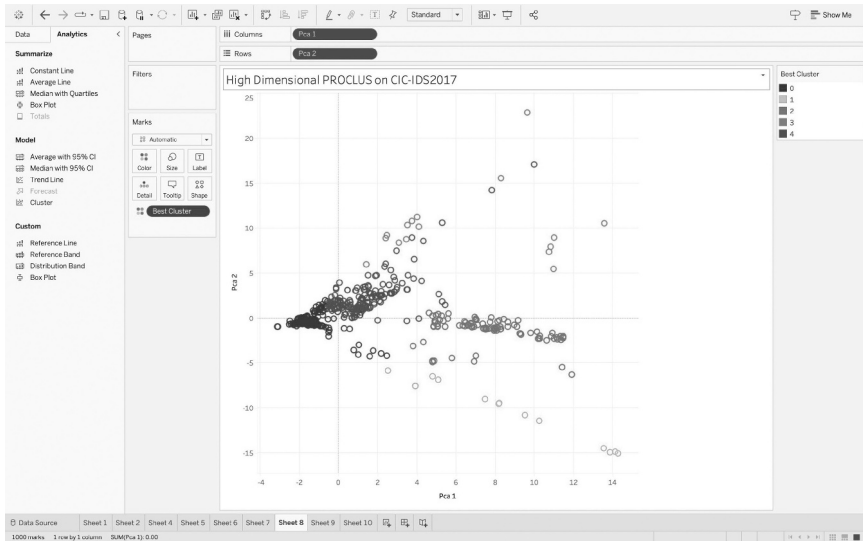 Standard
Show Me
Data
Analytics
Pages
Columns
Pca 1
Rows
Pca 2
Summarize
Constant Line
Average Line
Median with Quartiles
Box Plot
Totals
Model
Average with 95% CI
Median with 95% CI
Trend Line
Forecast
Cluster
Custom
Reference Line
Reference Band
Distribution Band
Box Plot
Filters
Marks
Automatic
Color
Size
Label
Detail
Tooltip
Shape
Best Cluster
High Dimensional PROCLUS on CIC-IDS2017
25
20
15
10
5
0
-5
-10
-15
Pca 2
-4
-2
0
2
4
6
8
10
12
14
Pca 1
Best Cluster
0
1
2
3
4
Data Source
Sheet 1
Sheet 2
Sheet 4
Sheet 5
Sheet 6
Sheet 7
Sheet 8
Sheet 9
Sheet 10
1000 marks 1 row by 1 column SUM(Pca 1): 0.00